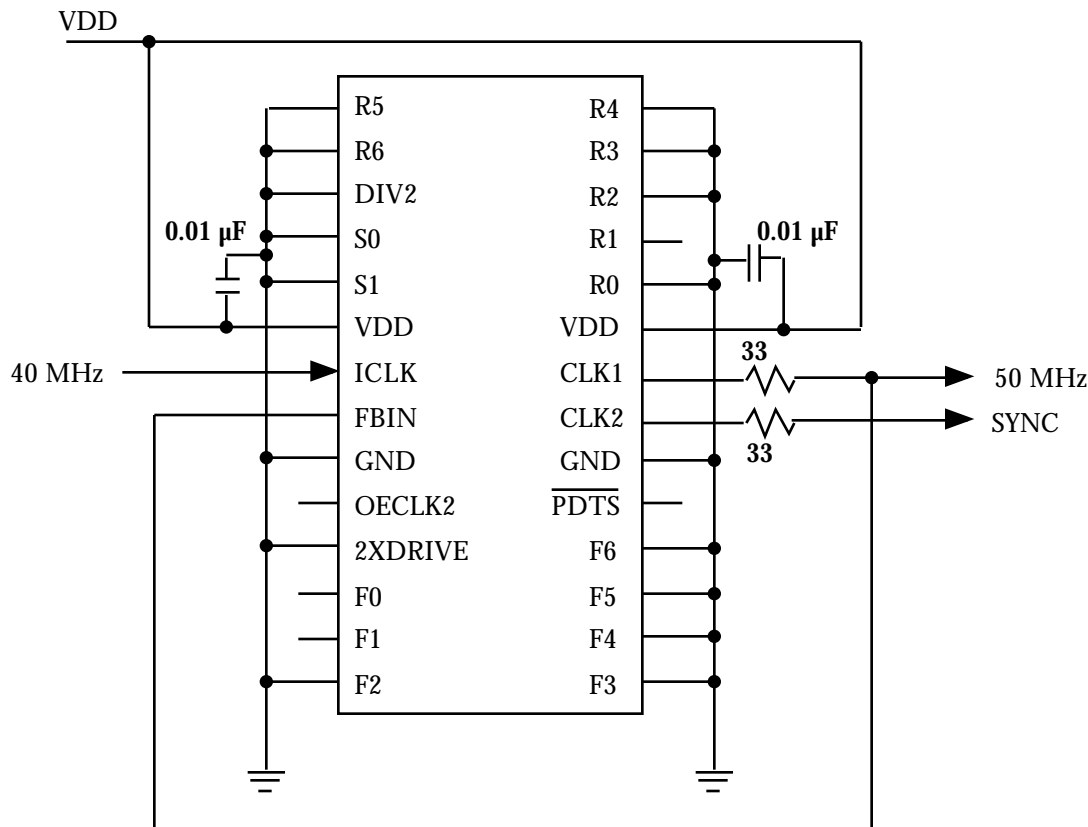 VDD
R5 R4
R6 R3
DIV2 R2
0.01 µF S0 R1 0.01 µF
S1 R0
VDD VDD
33
40 MHz ICLK CLK1 50 MHz
FBIN CLK2 SYNC
33
GND GND
OECLK2 PDTS
2XDRIVE F6
F0 F5
F1 F4
F2 F3